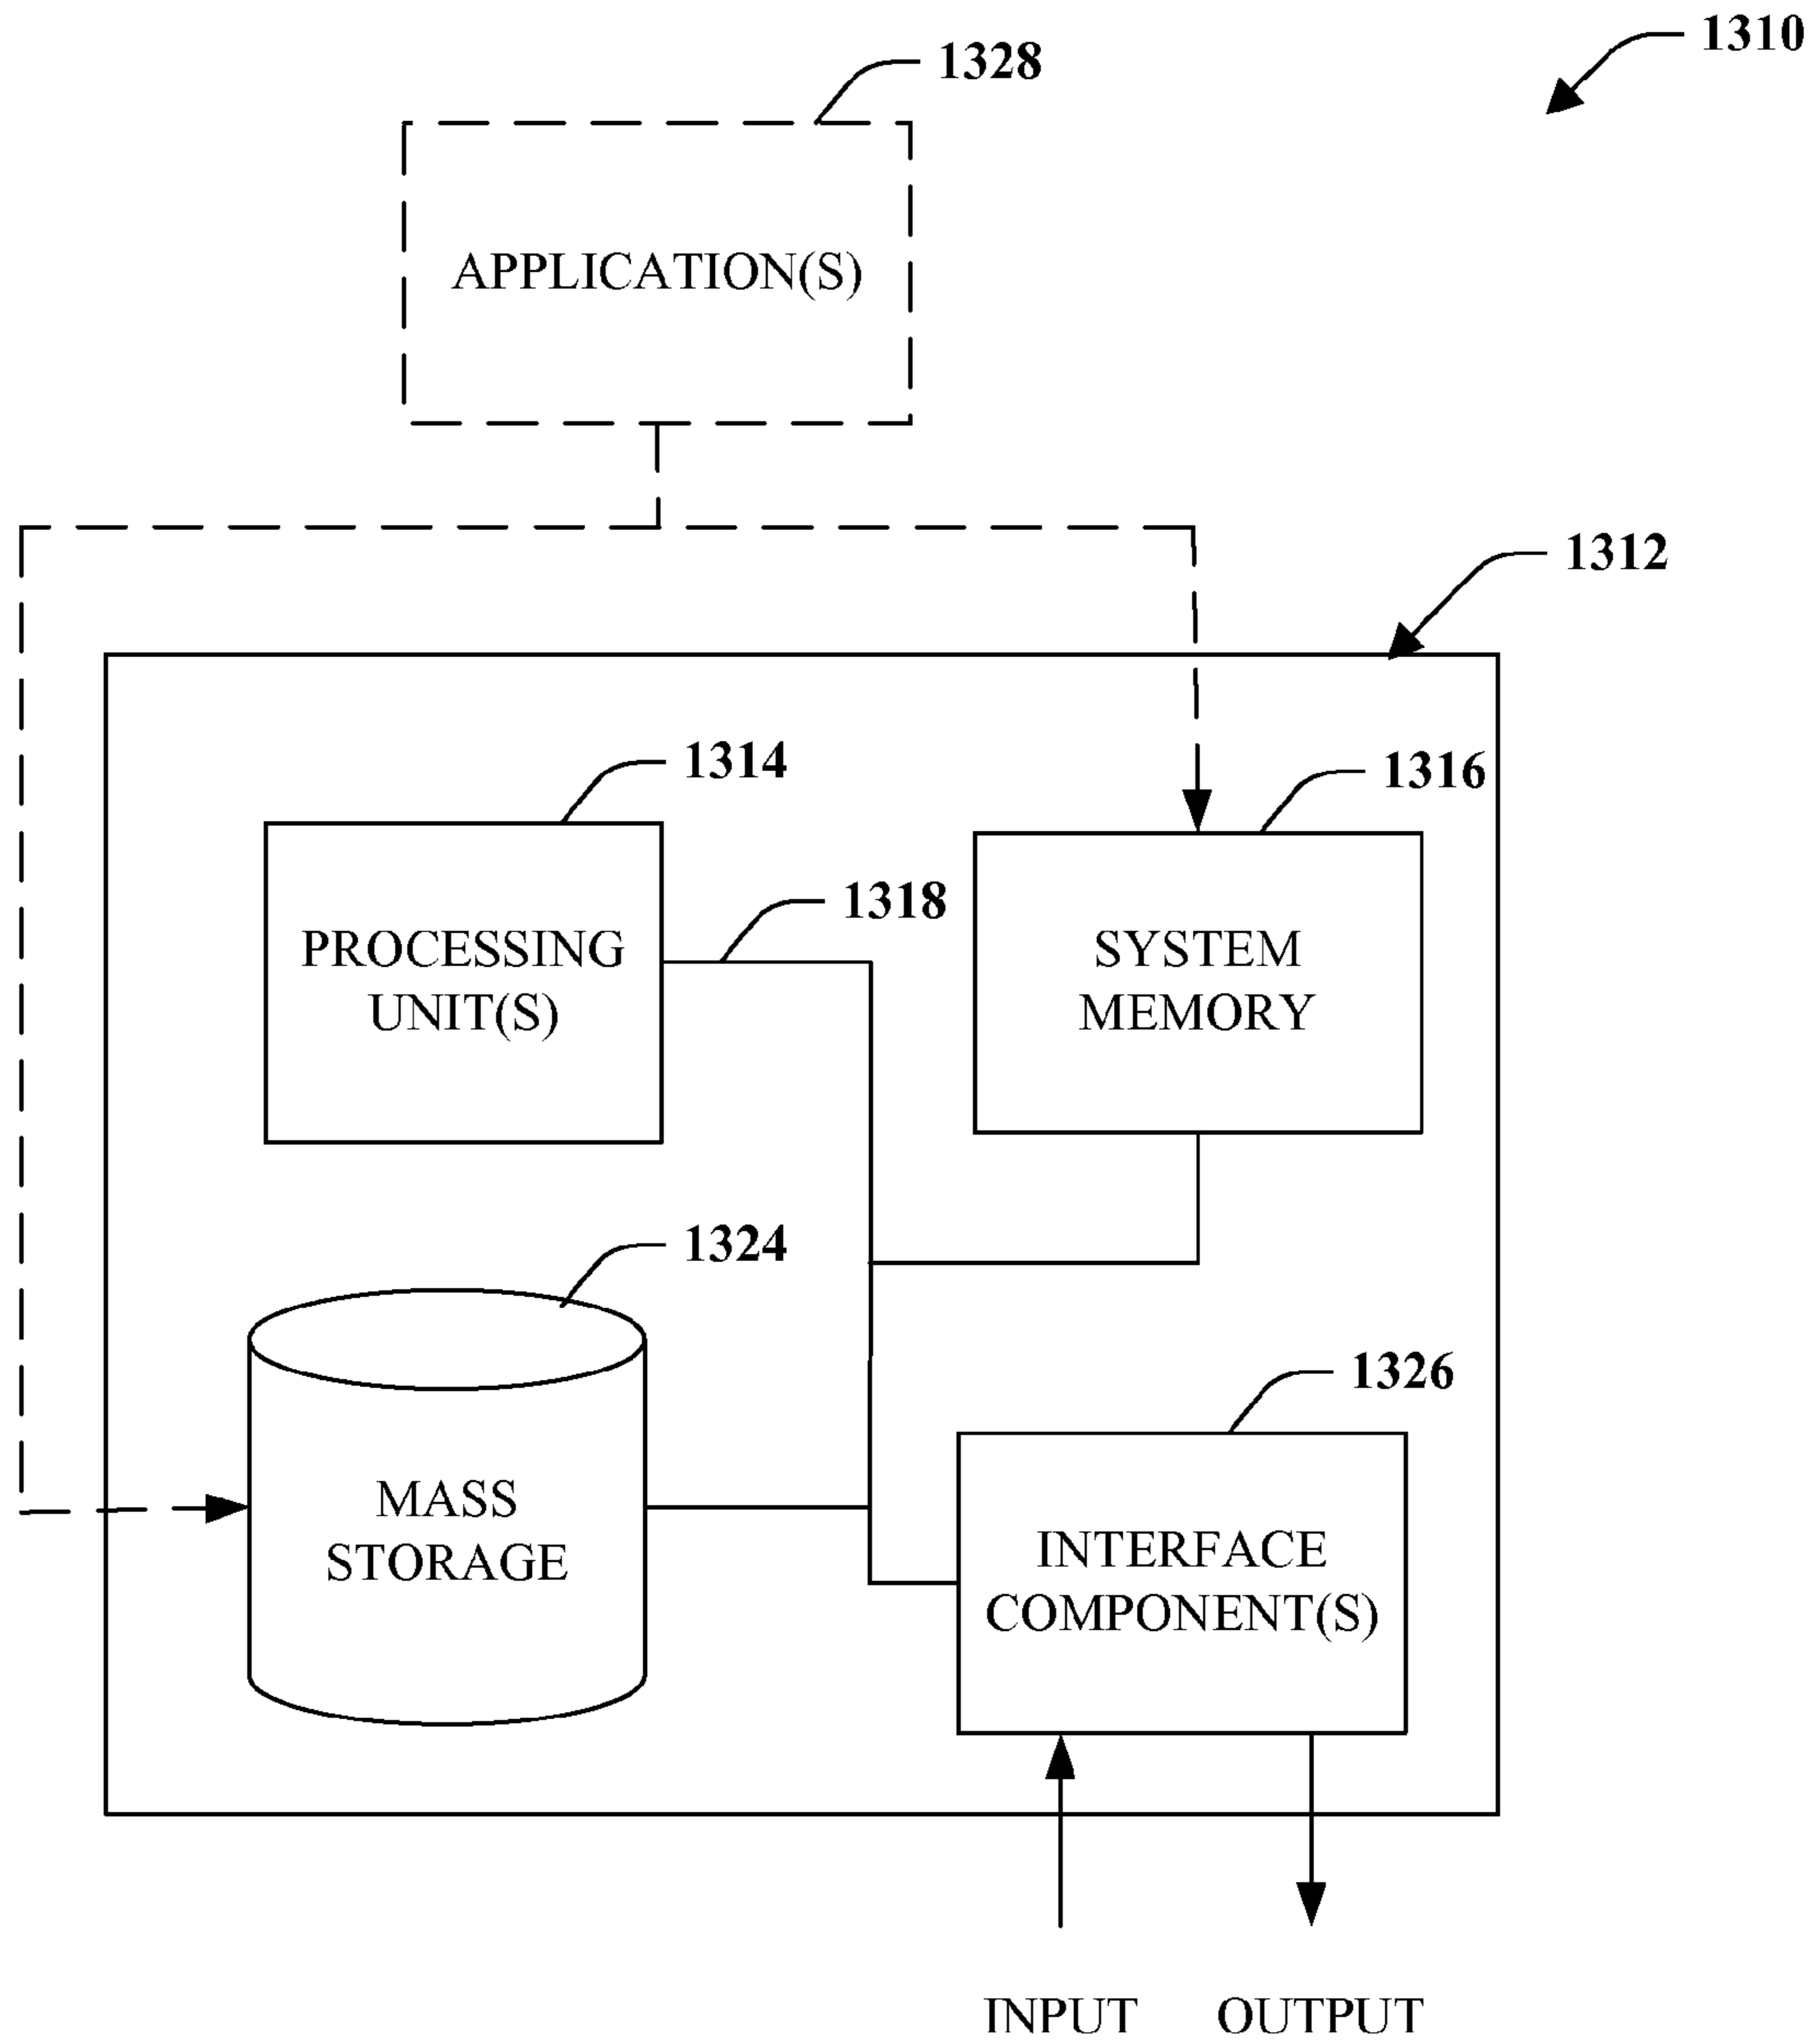 1310
1328
APPLICATION(S)
1312
1314
1316
1318
PROCESSING
UNIT(S)
SYSTEM
MEMORY
1324
1326
MASS
STORAGE
INTERFACE
COMPONENT(S)
INPUT
OUTPUT